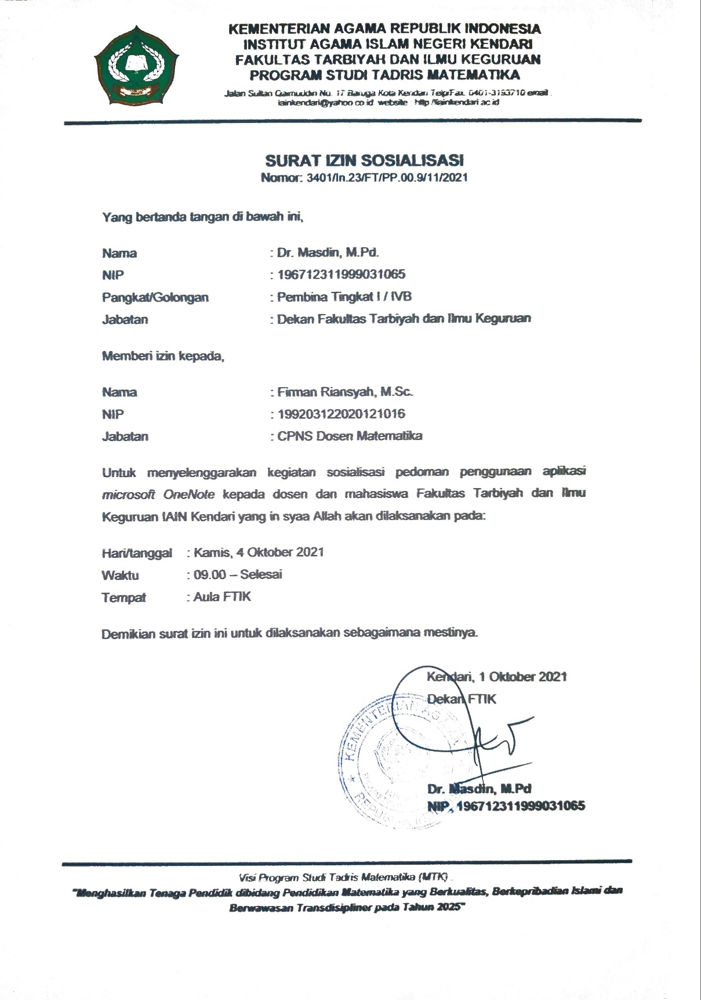 KEMENTERIAN AGAMA REPUBLIK INDONESIA
INSTITUT AGAMA ISLAM NEGERI KENDARI
FAKULTAS TARBIYAH DAN ILMU KEGURUAN
PROGRAM STUDI TADRIS MATEMATIKA
Jalan Sultan Qaimuddin No. 17 Baruga Kota Kendari Telp/Fax. 0401-3193710 email :
iainkendari@yahoo.co.id website : http://iainkendari.ac.id
SURAT IZIN SOSIALISASI
Nomor: 3401/In.23/FT/PP.00.9/11/2021
Yang bertanda tangan di bawah ini,
Nama : Dr. Masdin, M.Pd.
NIP : 196712311999031065
Pangkat/Golongan : Pembina Tingkat I / IVB
Jabatan : Dekan Fakultas Tarbiyah dan Ilmu Keguruan
Memberi izin kepada,
Nama : Firman Riansyah, M.Sc.
NIP : 199203122020121016
Jabatan : CPNS Dosen Matematika
Untuk menyelenggarakan kegiatan sosialisasi pedoman penggunaan aplikasi
microsoft OneNote kepada dosen dan mahasiswa Fakultas Tarbiyah dan Ilmu
Keguruan IAIN Kendari yang in syaa Allah akan dilaksanakan pada:
Hari/tanggal : Kamis, 4 Oktober 2021
Waktu : 09.00 – Selesai
Tempat : Aula FTIK
Demikian surat izin ini untuk dilaksanakan sebagaimana mestinya.
Kendari, 1 Oktober 2021
Dekan FTIK
KEMENTERIAN AGAMA
REPUBLIK INDONESIA
Dr. Masdin, M.Pd
NIP. 196712311999031065
Visi Program Studi Tadris Matematika (MTK) :
"Menghasilkan Tenaga Pendidik dibidang Pendidikan Matematika yang Berkualitas, Berkepribadian Islami dan
Berwawasan Transdisipliner pada Tahun 2025"